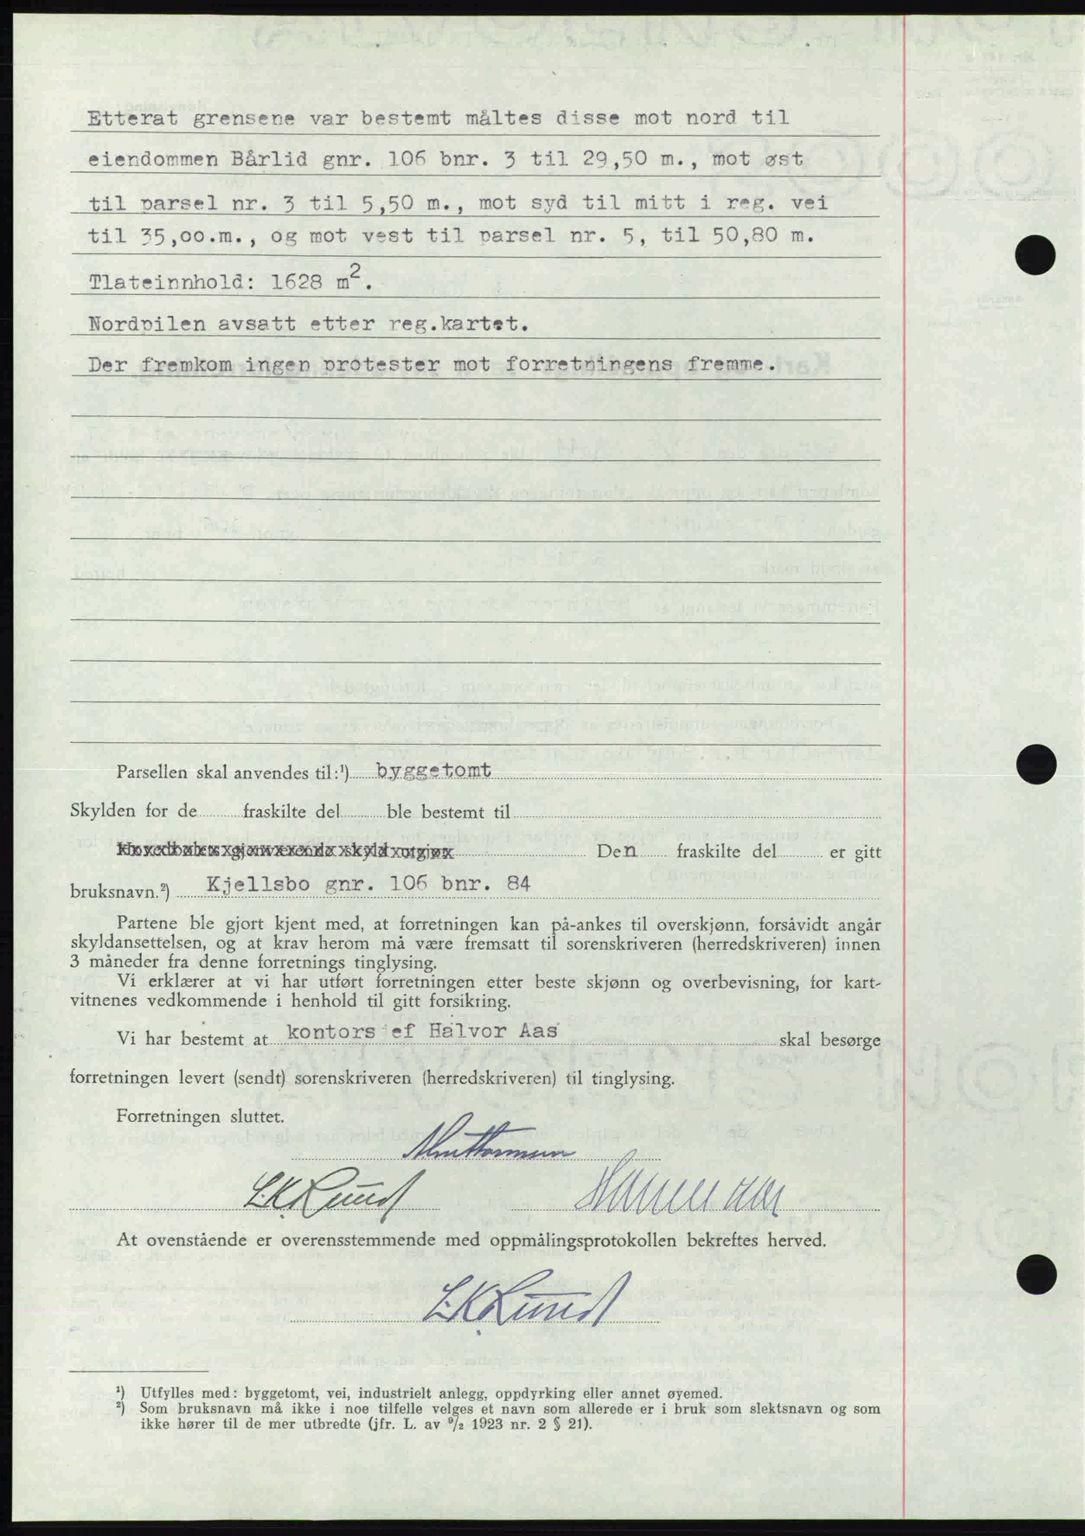 Etterat grensene var bestemt måltes disse mot nord til
eiendommen Bårlid gnr. 106 bnr. 3 til 29,50 m., mot øst
til parsel nr. 3 til 5,50 m., mot syd til mitt i reg. vei
til 35,oo.m., og mot vest til parsel nr. 5, til 50,80 m.
Tlateinnhold: 1628 m².
Nordpilen avsatt etter reg.kartet.
Der fremkom ingen protester mot forretningens fremme.
Parsellen skal anvendes til:¹) byggetomt
Skylden for de fraskilte del ble bestemt til
Hovedbølets gjenværende skyld utgjør Den fraskilte del er gitt
bruksnavn.²) Kjellsbo gnr. 106 bnr. 84
Partene ble gjort kjent med, at forretningen kan på-ankes til overskjønn, forsåvidt angår
skyldansettelsen, og at krav herom må være fremsatt til sorenskriveren (herredskriveren) innen
3 måneder fra denne forretnings tinglysing.
Vi erklærer at vi har utført forretningen etter beste skjønn og overbevisning, for kart-
vitnenes vedkommende i henhold til gitt forsikring.
Vi har bestemt at kontorsjef Halvor Aas skal besørge
forretningen levert (sendt) sorenskriveren (herredskriveren) til tinglysing.
Forretningen sluttet.
L.K. Lund
At ovenstående er overensstemmende med oppmålingsprotokollen bekreftes herved.
L.K. Lund
¹) Utfylles med: byggetomt, vei, industrielt anlegg, oppdyrking eller annet øyemed.
²) Som bruksnavn må ikke i noe tilfelle velges et navn som allerede er i bruk som slektsnavn og som
ikke hører til de mer utbredte (jfr. L. av ⁹/₂ 1923 nr. 2 § 21).